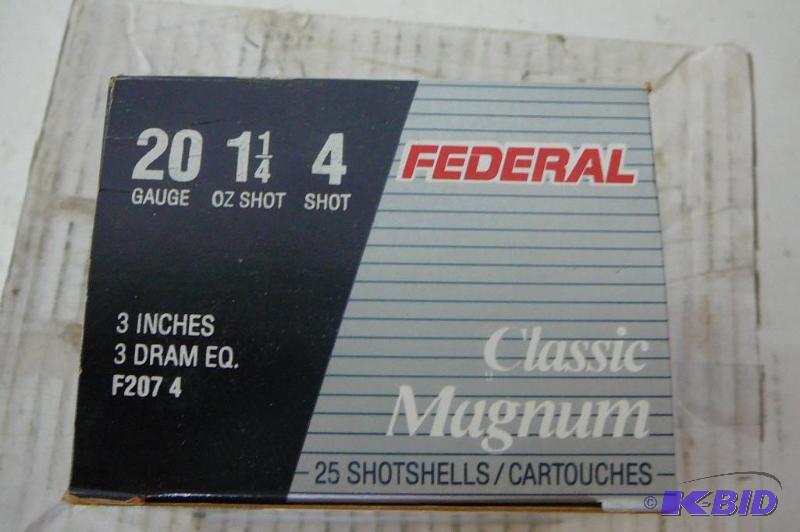 20 1 1/4 4
GAUGE OZ SHOT SHOT
FEDERAL
3 INCHES
3 DRAM EQ.
F207 4
Classic
Magnum
25 SHOTSHELLS/CARTOUCHES
© K-BID